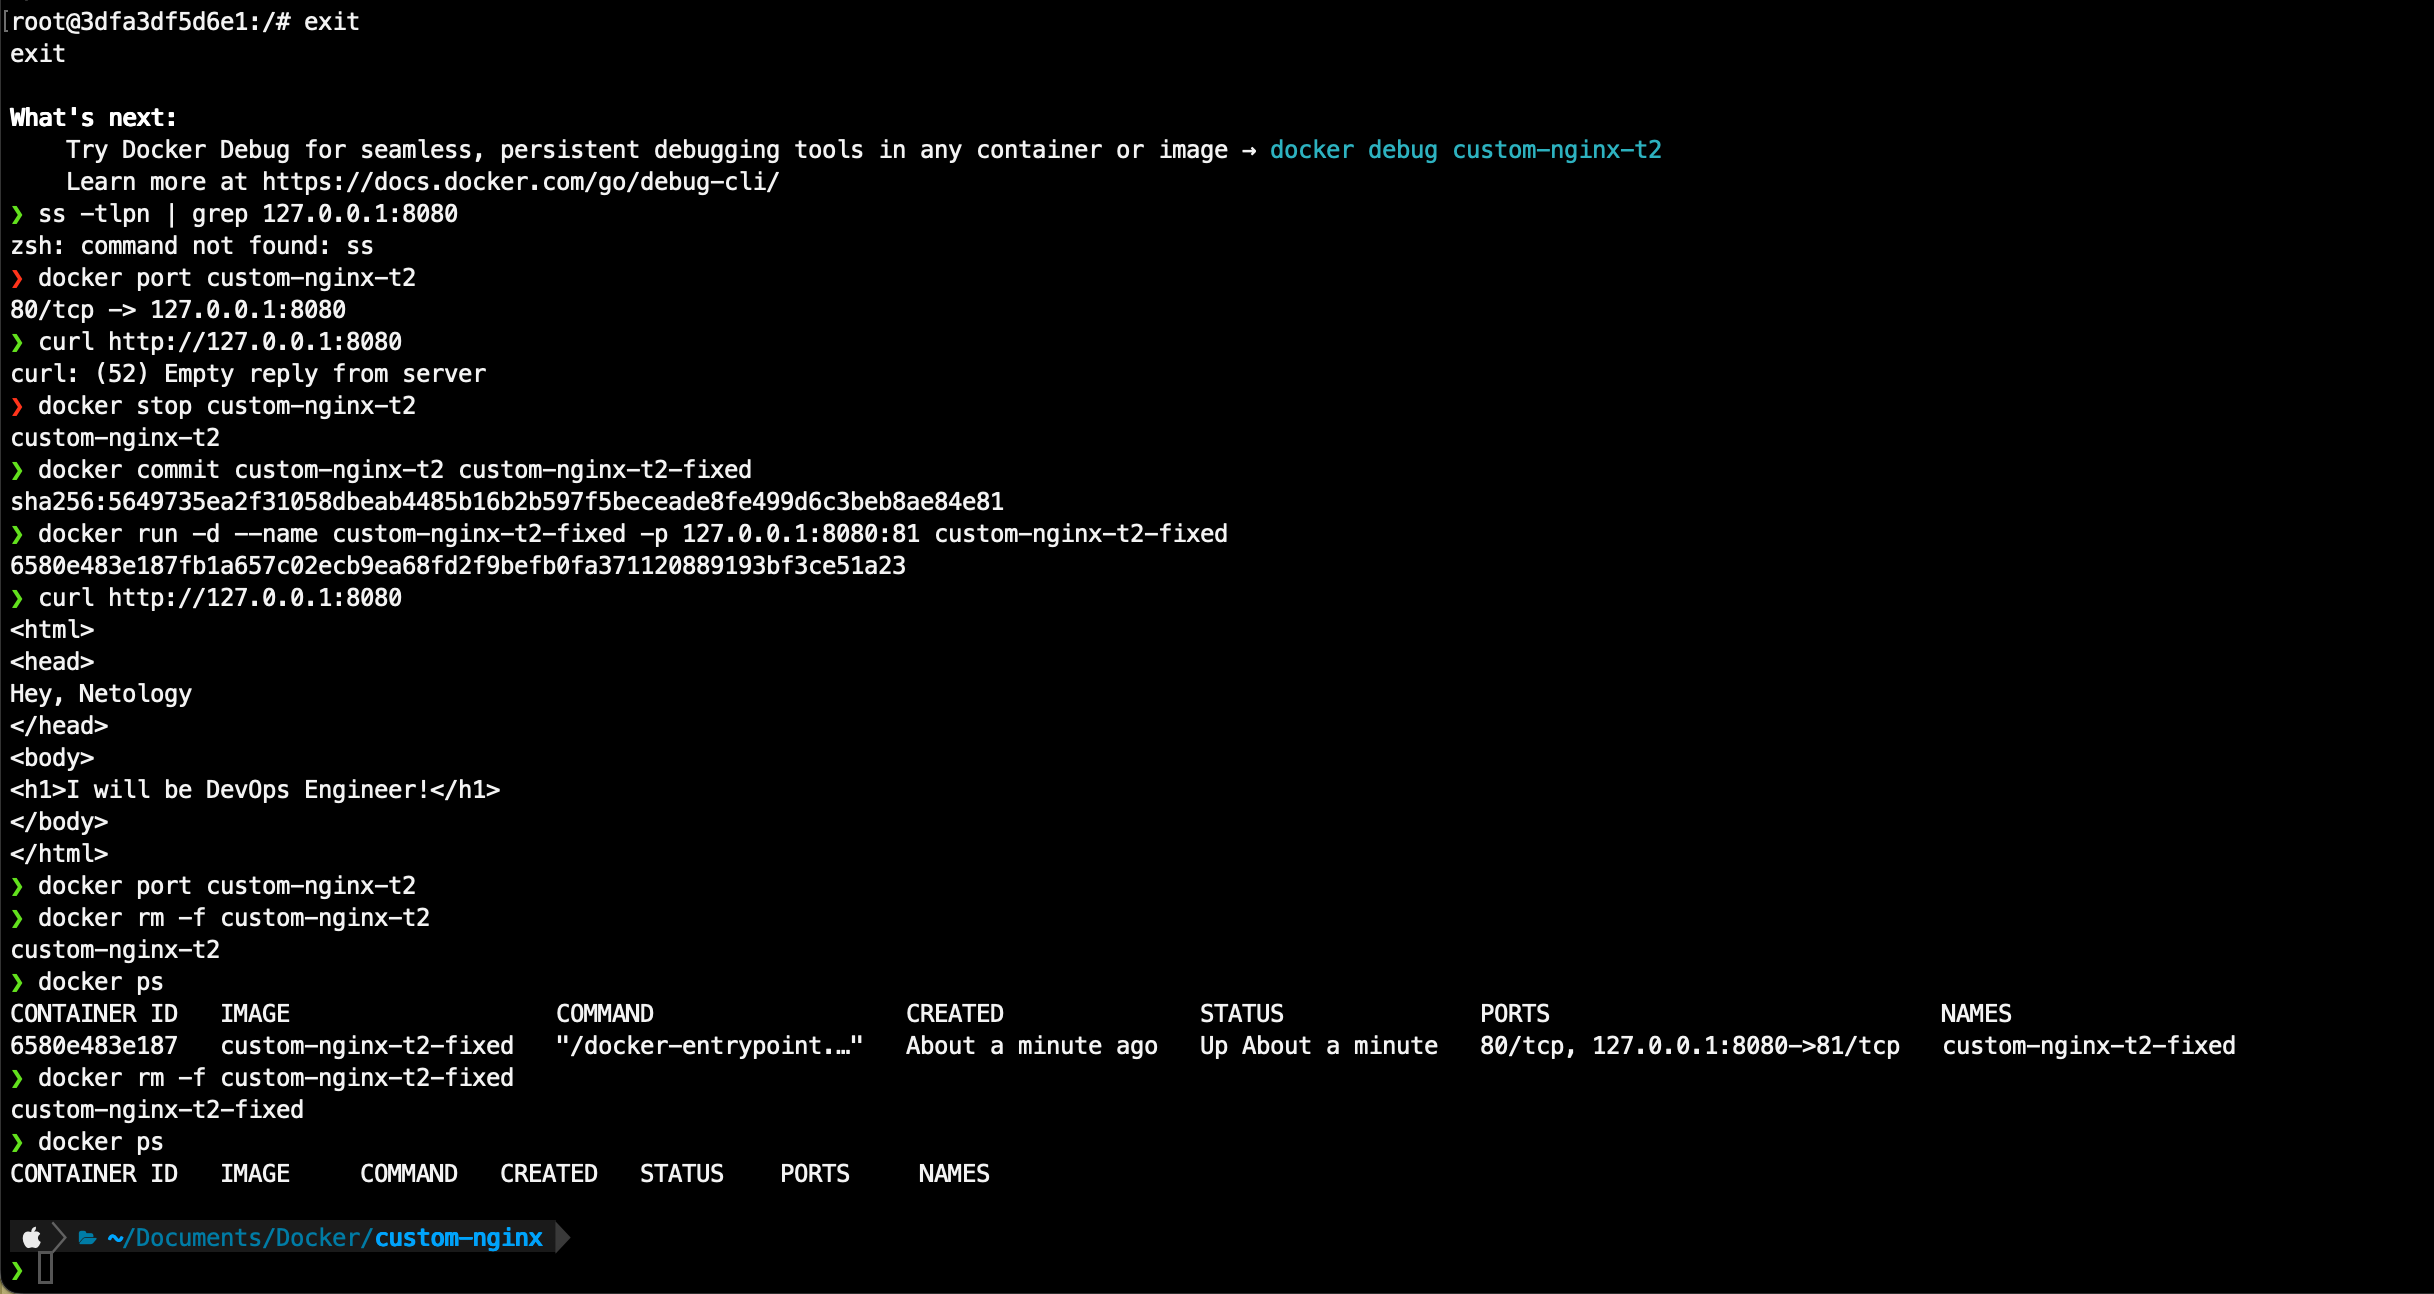 root@3dfa3df5d6e1:/# exit
exit

What's next:
    Try Docker Debug for seamless, persistent debugging tools in any container or image → docker debug custom-nginx-t2
    Learn more at https://docs.docker.com/go/debug-cli/
❯ ss -tlpn | grep 127.0.0.1:8080
zsh: command not found: ss
❯ docker port custom-nginx-t2
80/tcp -> 127.0.0.1:8080
❯ curl http://127.0.0.1:8080
curl: (52) Empty reply from server
❯ docker stop custom-nginx-t2
custom-nginx-t2
❯ docker commit custom-nginx-t2 custom-nginx-t2-fixed
sha256:5649735ea2f31058dbeab4485b16b2b597f5beceade8fe499d6c3beb8ae84e81
❯ docker run -d --name custom-nginx-t2-fixed -p 127.0.0.1:8080:81 custom-nginx-t2-fixed
6580e483e187fb1a657c02ecb9ea68fd2f9befb0fa371120889193bf3ce51a23
❯ curl http://127.0.0.1:8080
<html>
<head>
Hey, Netology
</head>
<body>
<h1>I will be DevOps Engineer!</h1>
</body>
</html>
❯ docker port custom-nginx-t2
❯ docker rm -f custom-nginx-t2
custom-nginx-t2
❯ docker ps
CONTAINER ID   IMAGE                   COMMAND                  CREATED              STATUS              PORTS                            NAMES
6580e483e187   custom-nginx-t2-fixed   "/docker-entrypoint.…"   About a minute ago   Up About a minute   80/tcp, 127.0.0.1:8080->81/tcp   custom-nginx-t2-fixed
❯ docker rm -f custom-nginx-t2-fixed
custom-nginx-t2-fixed
❯ docker ps
CONTAINER ID   IMAGE     COMMAND   CREATED   STATUS    PORTS     NAMES

~/Documents/Docker/custom-nginx
❯